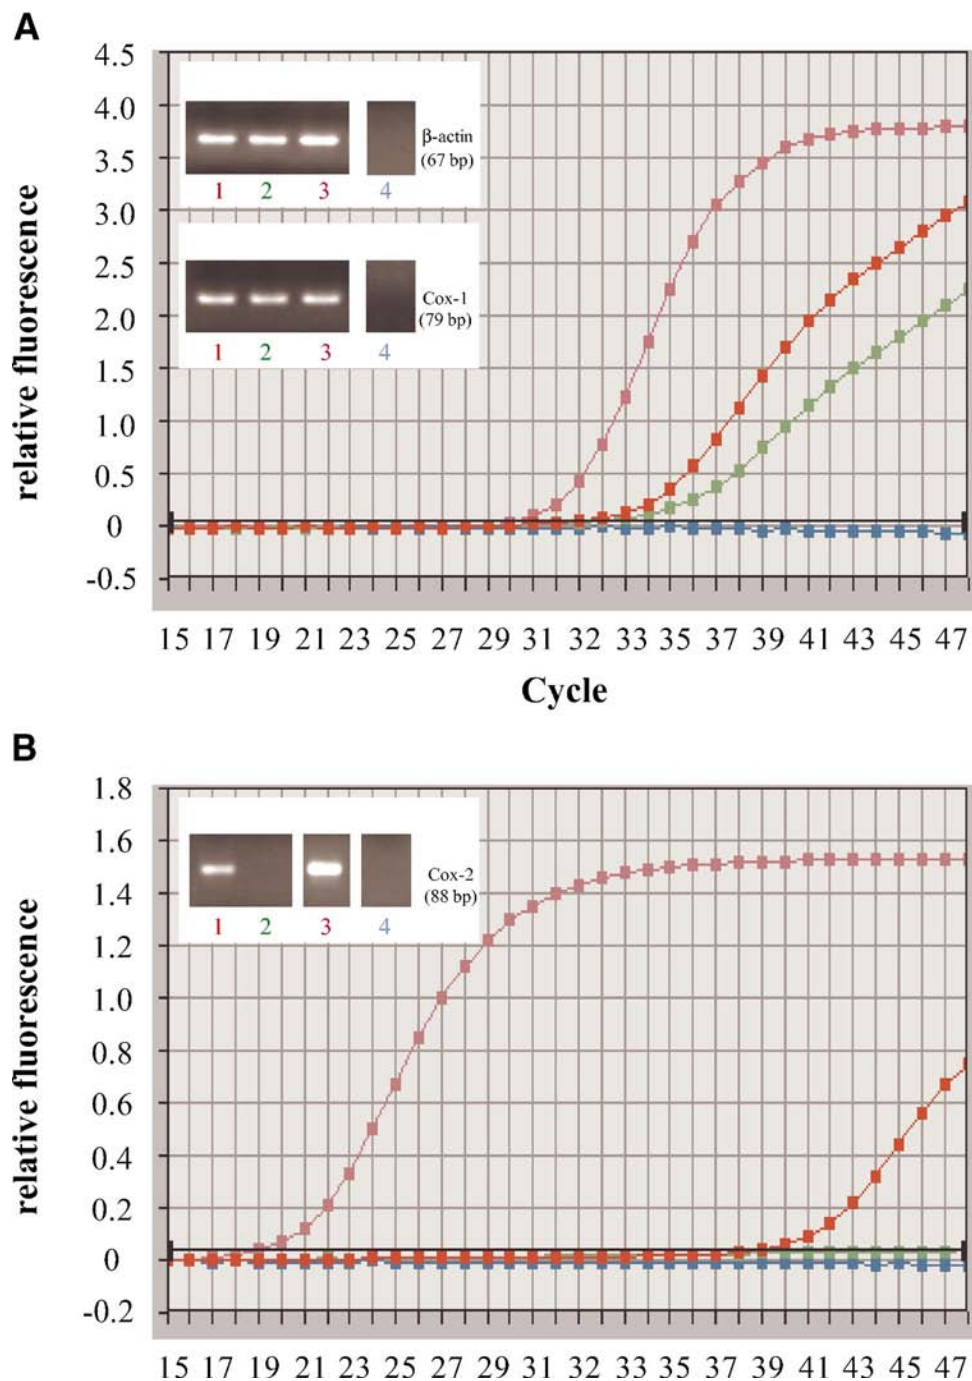 A
relative fluorescence
4.5
4.0
3.5
3.0
2.5
2.0
1.5
1.0
0.5
0
-0.5
β-actin
(67 bp)
1 2 3 4
Cox-1
(79 bp)
1 2 3 4
15 17 19 21 23 25 27 29 31 32 33 35 37 39 41 43 45 47
Cycle
B
relative fluorescence
1.8
1.6
1.4
1.2
1.0
0.8
0.6
0.4
0.2
0
-0.2
Cox-2
(88 bp)
1 2 3 4
15 17 19 21 23 25 27 29 31 32 33 35 37 39 41 43 45 47